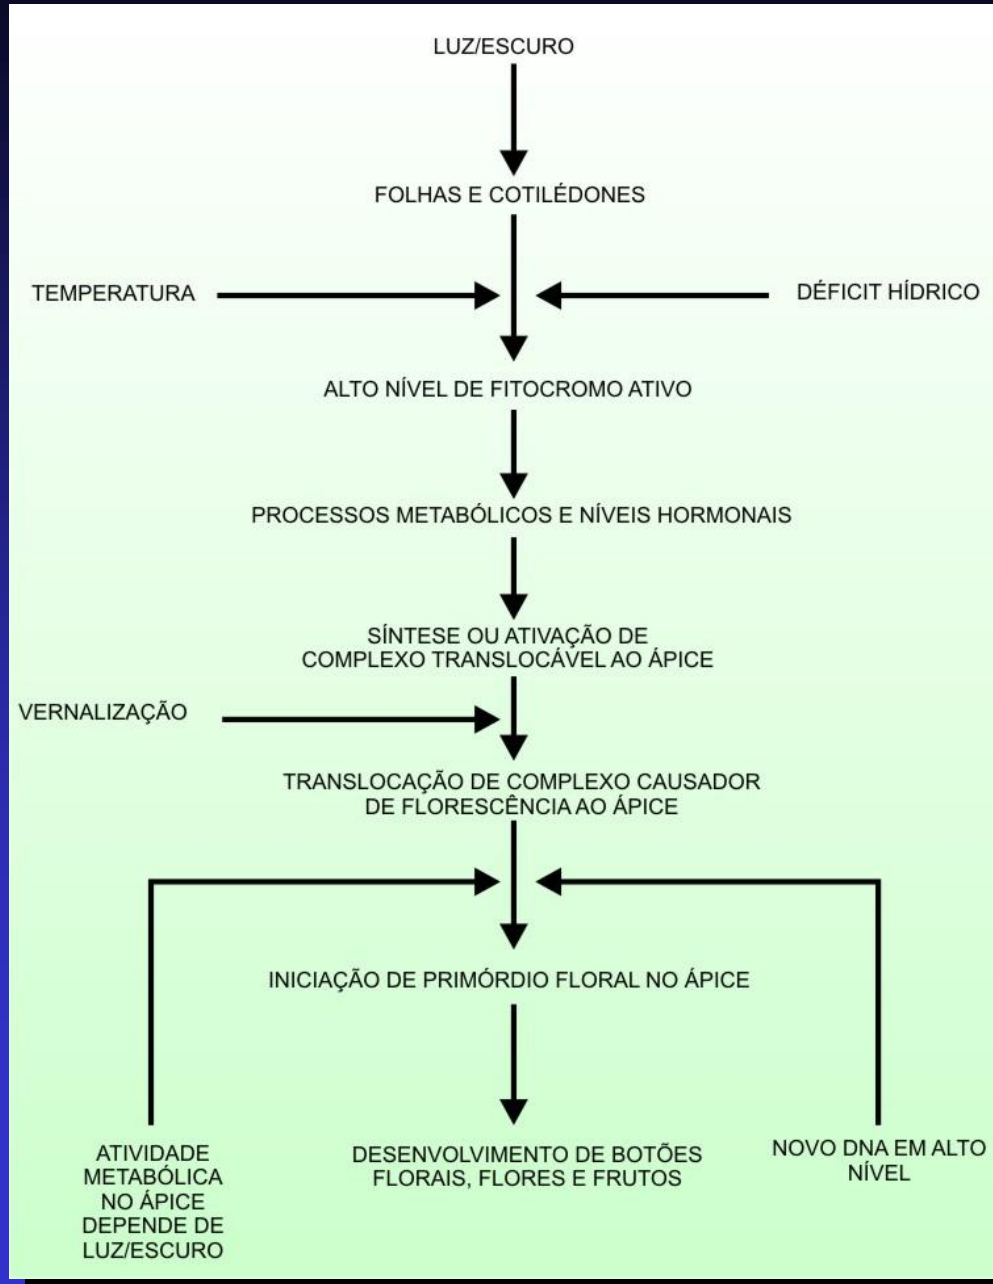 LUZ/ESCURO
FOLHAS E COTILÉDONES
TEMPERATURA
DÉFICIT HÍDRICO
ALTO NÍVEL DE FITOCROMO ATIVO
PROCESSOS METABÓLICOS E NÍVEIS HORMONAIS
SÍNTESE OU ATIVAÇÃO DE
COMPLEXO TRANSLOCÁVEL AO ÁPICE
VERNALIZAÇÃO
TRANSLOCAÇÃO DE COMPLEXO CAUSADOR
DE FLORESCÊNCIA AO ÁPICE
INICIAÇÃO DE PRIMÓRDIO FLORAL NO ÁPICE
ATIVIDADE
METABÓLICA
NO ÁPICE
DEPENDE DE
LUZ/ESCURO
DESENVOLVIMENTO DE BOTÕES
FLORAIS, FLORES E FRUTOS
NOVO DNA EM ALTO
NÍVEL